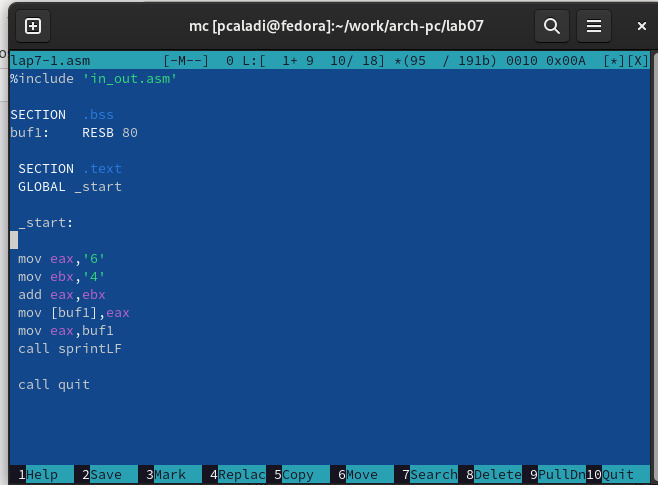 mc [pcaladi@fedora]:~/work/arch-pc/lab07
lap7-1.asm [-M--] 0 L:[ 1+ 9 10/ 18] *(95 / 191b) 0010 0x00A [*][X]
%include 'in_out.asm'
SECTION .bss
buf1: RESB 80
SECTION .text
GLOBAL _start
_start:
mov eax,'6'
mov ebx,'4'
add eax,ebx
mov [buf1],eax
mov eax,buf1
call sprintLF
call quit
1Help 2Save 3Mark 4Replac 5Copy 6Move 7Search 8Delete 9PullDn 10Quit